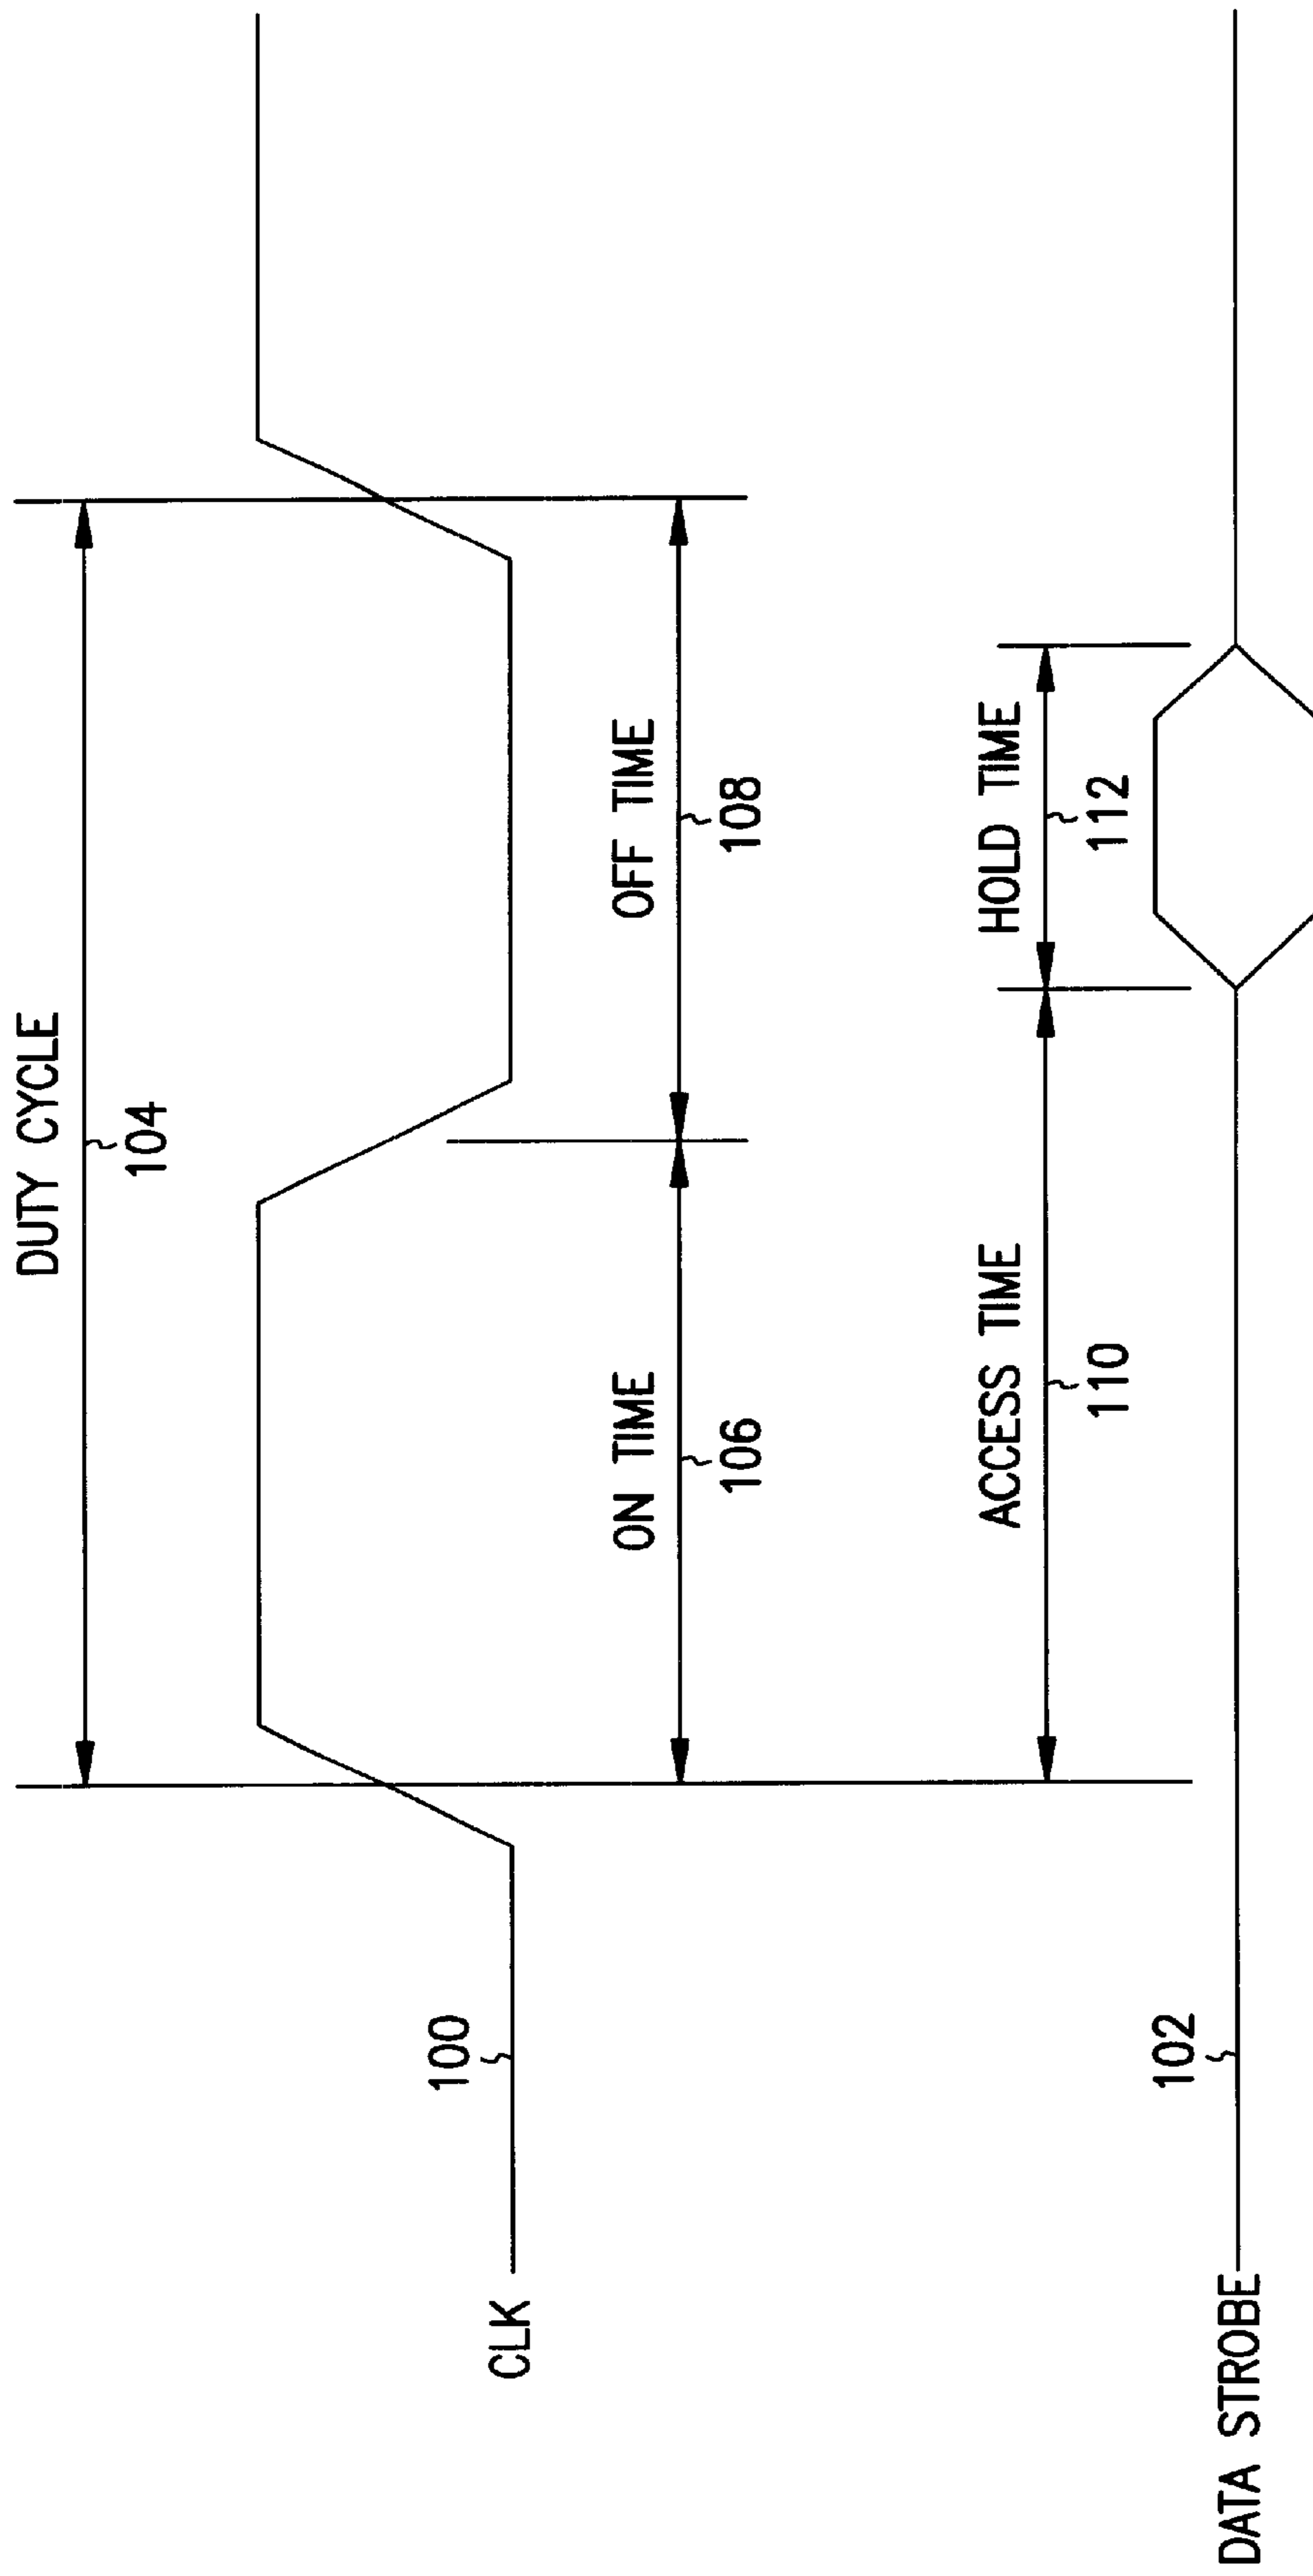 DUTY CYCLE
104
CLK
100
ON TIME
106
OFF TIME
108
ACCESS TIME
110
HOLD TIME
112
DATA STROBE
102